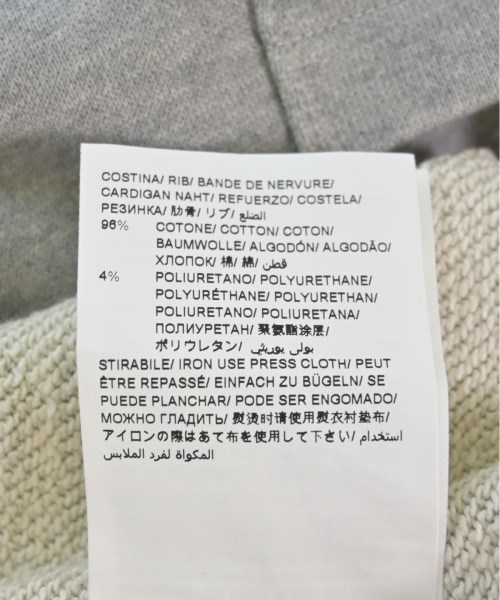 COSTINA/ RIB/ BANDE DE NERVURE/
CARDIGAN NAHT/ REFUERZO/ COSTELA/
РЕЗИНКА/ 肋骨/ リブ/ الضلع/
96% COTONE/ COTTON/ COTON/
BAUMWOLLE/ ALGODÓN/ ALGODÃO/
ХЛОПОК/ 棉/ 綿/ قطن/
4% POLIURETANO/ POLYURETHANE/
POLYURÉTHANE/ POLYURETHAN/
POLIURETANO/ POLIURETANA/
ПОЛИУРЕТАН/ 聚氨酯涂层/
ポリウレタン/ بولي يوريثي/
STIRABILE/ IRON USE PRESS CLOTH/ PEUT
ÊTRE REPASSÉ/ EINFACH ZU BÜGELN/ SE
PUEDE PLANCHAR/ PODE SER ENGOMADO/
МОЖНО ГЛАДИТЬ/ 熨烫时请使用熨衣衬垫布/
アイロンの際はあて布を使用して下さい/ استخدام/
المكواة لفرد الملابس